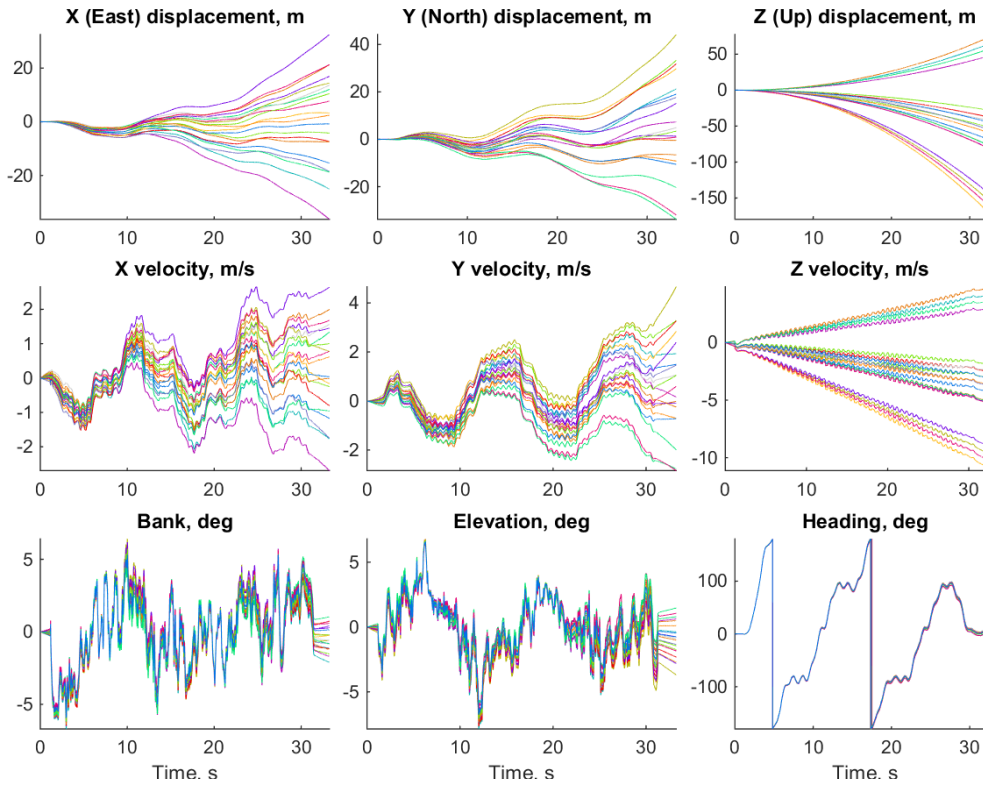 X (East) displacement, m
Y (North) displacement, m
Z (Up) displacement, m
20
0
-20
0 10 20 30
40
20
0
-20
0 10 20 30
50
0
-50
-100
-150
0 10 20 30
X velocity, m/s
Y velocity, m/s
Z velocity, m/s
2
1
0
-1
-2
0 10 20 30
4
2
0
-2
0 10 20 30
0
-5
-10
0 10 20 30
Bank, deg
Elevation, deg
Heading, deg
5
0
-5
0 10 20 30
Time, s
5
0
-5
0 10 20 30
Time, s
100
0
-100
0 10 20 30
Time, s